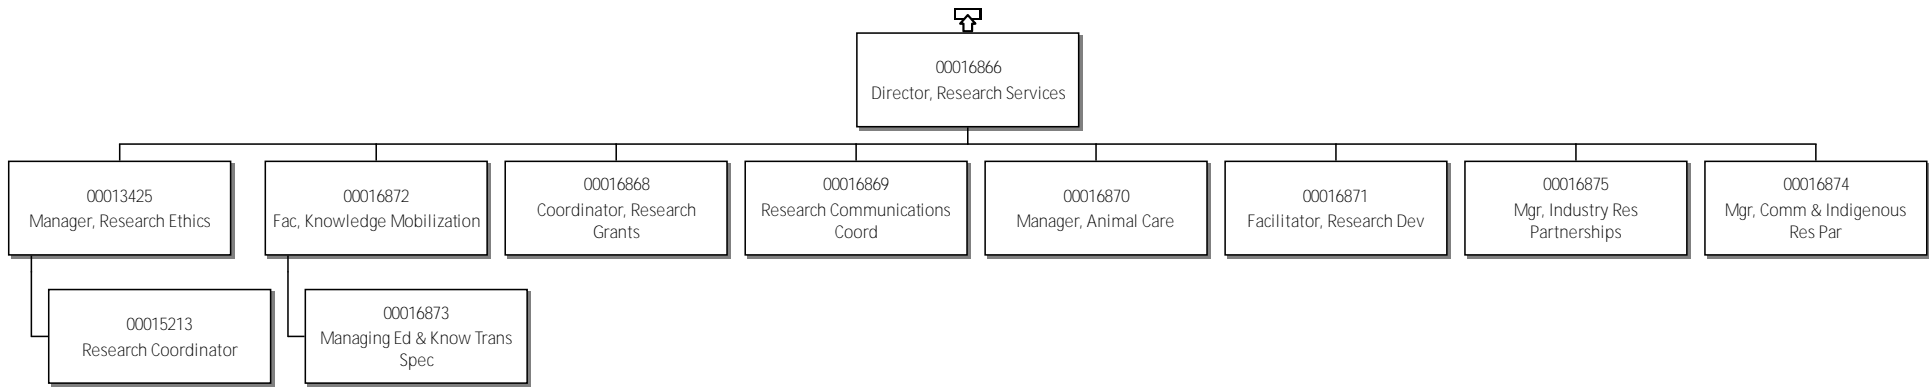 00016866
Director, Research Services
00013425
Manager, Research Ethics
00016872
Fac, Knowledge Mobilization
00016868
Coordinator, Research
Grants
00016869
Research Communications
Coord
00016870
Manager, Animal Care
00016871
Facilitator, Research Dev
00016875
Mgr, Industry Res
Partnerships
00016874
Mgr, Comm & Indigenous
Res Par
00015213
Research Coordinator
00016873
Managing Ed & Know Trans
Spec